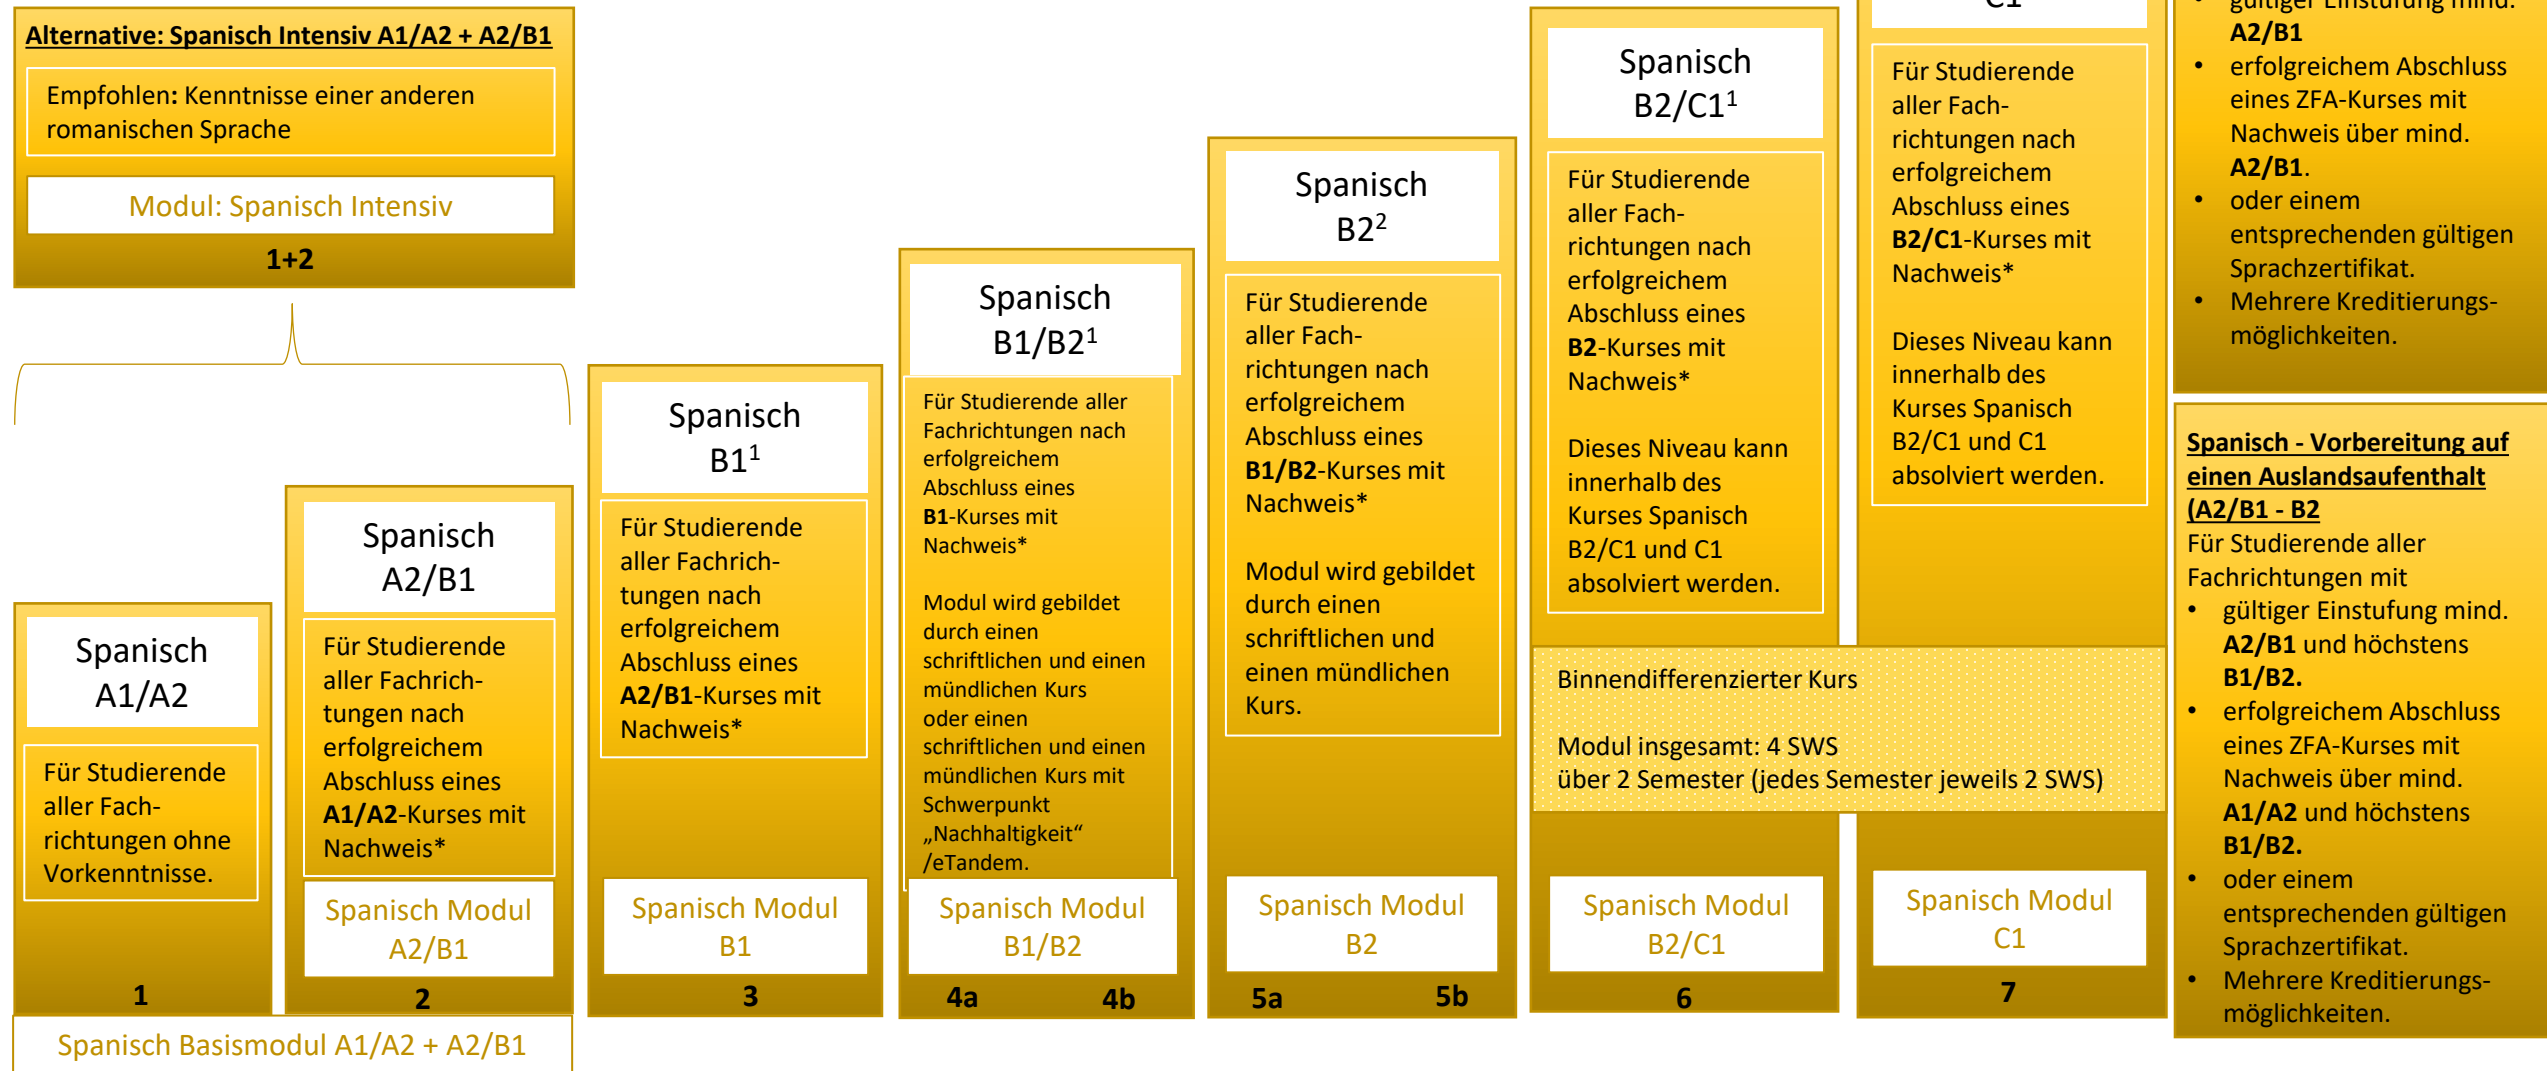 Alternative: Spanisch Intensiv A1/A2 + A2/B1
Empfohlen: Kenntnisse einer anderen
romanischen Sprache
Modul: Spanisch Intensiv
1+2
Spanisch
A1/A2
Für Studierende
aller Fach-
richtungen ohne
Vorkenntnisse.
1
Spanisch
A2/B1
Für Studierende
aller Fachrich-
tungen nach
erfolgreichem
Abschluss eines
A1/A2-Kurses mit
Nachweis*
Spanisch Modul
A2/B1
2
Spanisch Basismodul A1/A2 + A2/B1
Spanisch
B1¹
Für Studierende
aller Fachrich-
tungen nach
erfolgreichem
Abschluss eines
A2/B1-Kurses mit
Nachweis*
Spanisch Modul
B1
3
Spanisch
B1/B2¹
Für Studierende aller
Fachrichtungen nach
erfolgreichem
Abschluss eines
B1-Kurses mit
Nachweis*
Modul wird gebildet
durch einen
schriftlichen und einen
mündlichen Kurs
oder einen
schriftlichen und einen
mündlichen Kurs mit
Schwerpunkt
„Nachhaltigkeit“
/eTandem.
Spanisch Modul
B1/B2
4a 4b
Spanisch
B2²
Für Studierende
aller Fach-
richtungen nach
erfolgreichem
Abschluss eines
B1/B2-Kurses mit
Nachweis*
Modul wird gebildet
durch einen
schriftlichen und
einen mündlichen
Kurs.
Spanisch Modul
B2
5a 5b
Spanisch
B2/C1¹
Für Studierende
aller Fach-
richtungen nach
erfolgreichem
Abschluss eines
B2-Kurses mit
Nachweis*
Dieses Niveau kann
innerhalb des
Kurses Spanisch
B2/C1 und C1
absolviert werden.
Binnendifferenzierter Kurs
Modul insgesamt: 4 SWS
über 2 Semester (jedes Semester jeweils 2 SWS)
Spanisch Modul
B2/C1
6
C1
Für Studierende
aller Fach-
richtungen nach
erfolgreichem
Abschluss eines
B2/C1-Kurses mit
Nachweis*
Dieses Niveau kann
innerhalb des
Kurses Spanisch
B2/C1 und C1
absolviert werden.
Spanisch Modul
C1
7
• gültiger Einstufung mind.
A2/B1
• erfolgreichem Abschluss
eines ZFA-Kurses mit
Nachweis über mind.
A2/B1.
• oder einem
entsprechenden gültigen
Sprachzertifikat.
• Mehrere Kreditierungs-
möglichkeiten.
Spanisch - Vorbereitung auf
einen Auslandsaufenthalt
(A2/B1 - B2
Für Studierende aller
Fachrichtungen mit
• gültiger Einstufung mind.
A2/B1 und höchstens
B1/B2.
• erfolgreichem Abschluss
eines ZFA-Kurses mit
Nachweis über mind.
A1/A2 und höchstens
B1/B2.
• oder einem
entsprechenden gültigen
Sprachzertifikat.
• Mehrere Kreditierungs-
möglichkeiten.